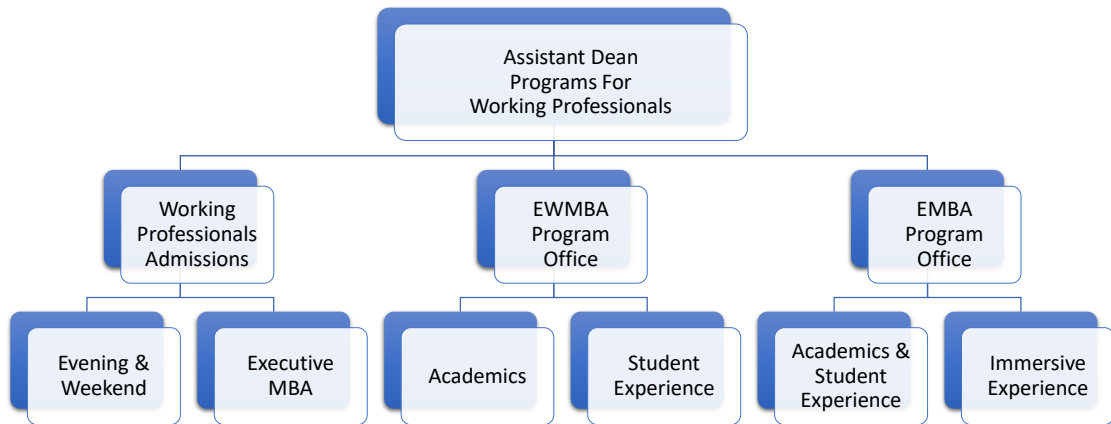 Assistant Dean
Programs For
Working Professionals
Working
Professionals
Admissions
EWMBA
Program
Office
EMBA
Program
Office
Evening &
Weekend
Executive
MBA
Academics
Student
Experience
Academics &
Student
Experience
Immersive
Experience